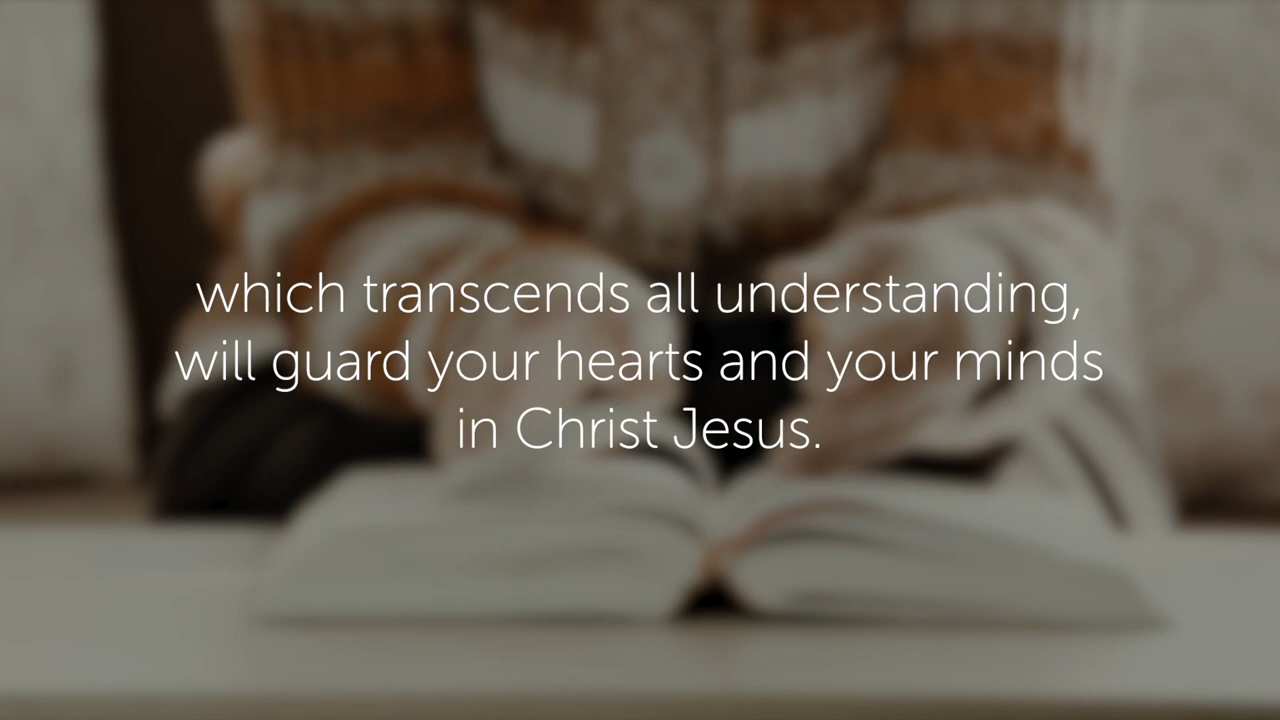 which transcends all understanding,
will guard your hearts and your minds
in Christ Jesus.